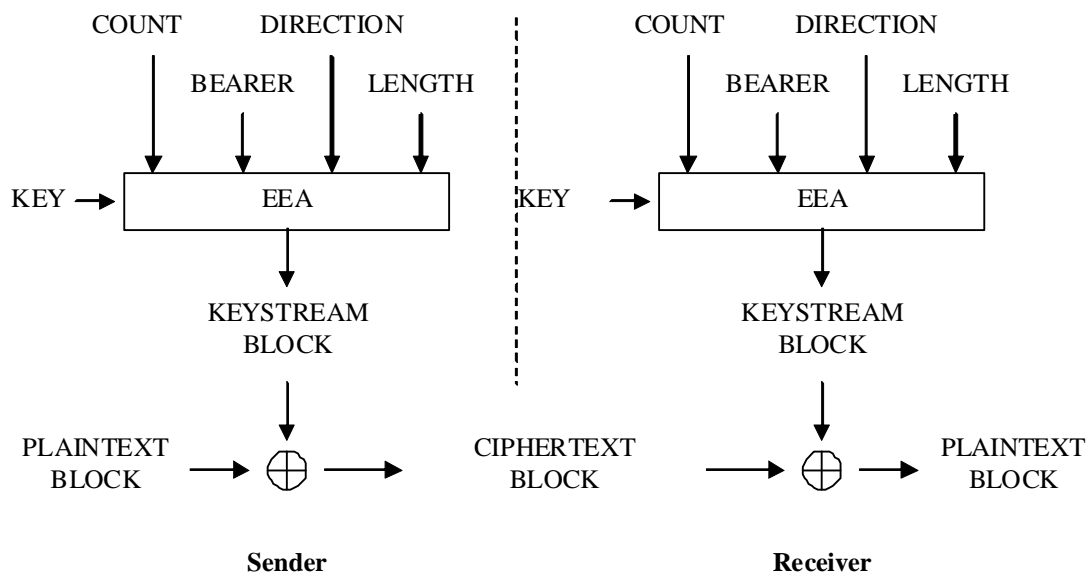 COUNT DIRECTION
BEARER LENGTH
KEY EEA
KEYSTREAM
BLOCK
PLAINTEXT
BLOCK
CIPHERTEXT
BLOCK
Sender
COUNT DIRECTION
BEARER LENGTH
KEY EEA
KEYSTREAM
BLOCK
PLAINTEXT
BLOCK
Receiver